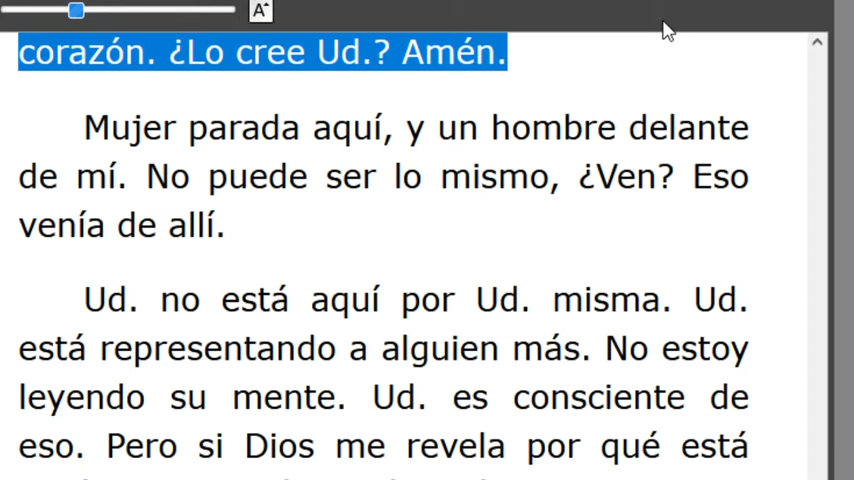 A
corazón. ¿Lo cree Ud.? Amén.
Mujer parada aquí, y un hombre delante
de mí. No puede ser lo mismo, ¿Ven? Eso
venía de allí.
Ud. no está aquí por Ud. misma. Ud.
está representando a alguien más. No estoy
leyendo su mente. Ud. es consciente de
eso. Pero si Dios me revela por qué está